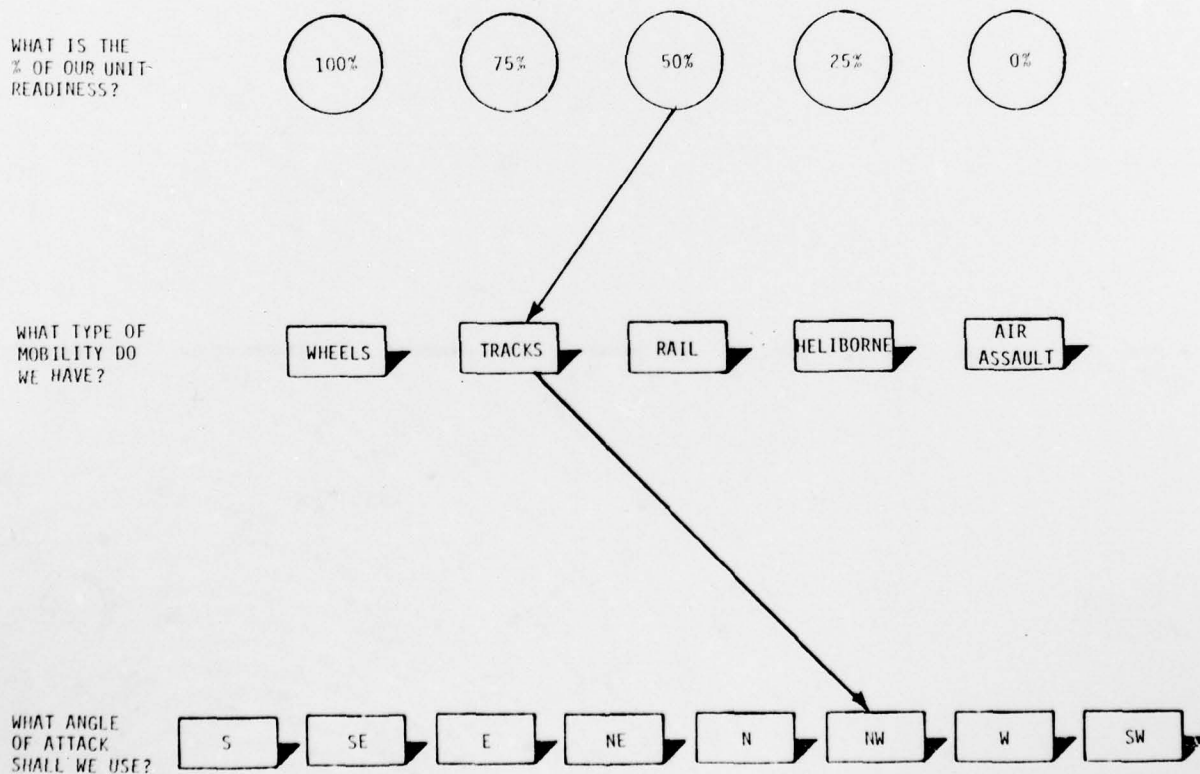 WHAT IS THE
% OF OUR UNIT
READINESS?
100% 75% 50% 25% 0%
WHAT TYPE OF
MOBILITY DO
WE HAVE?
WHEELS TRACKS RAIL HELIBORNE AIR
ASSAULT
WHAT ANGLE
OF ATTACK
SHALL WE USE?
S SE E NE N NW W SW